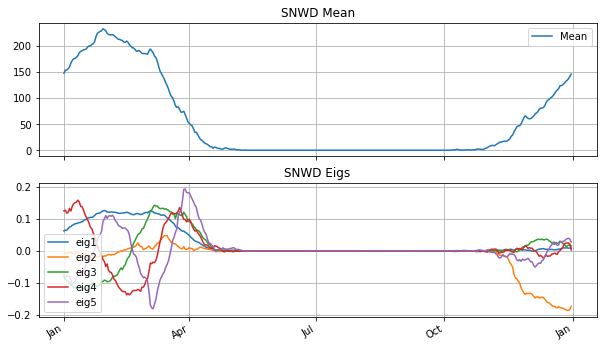 SNWD Mean
200
150
100
50
0
Mean
SNWD Eigs
0.2
0.1
0.0
−0.1
−0.2
eig1
eig2
eig3
eig4
eig5
Jan
Apr
Jul
Oct
Jan